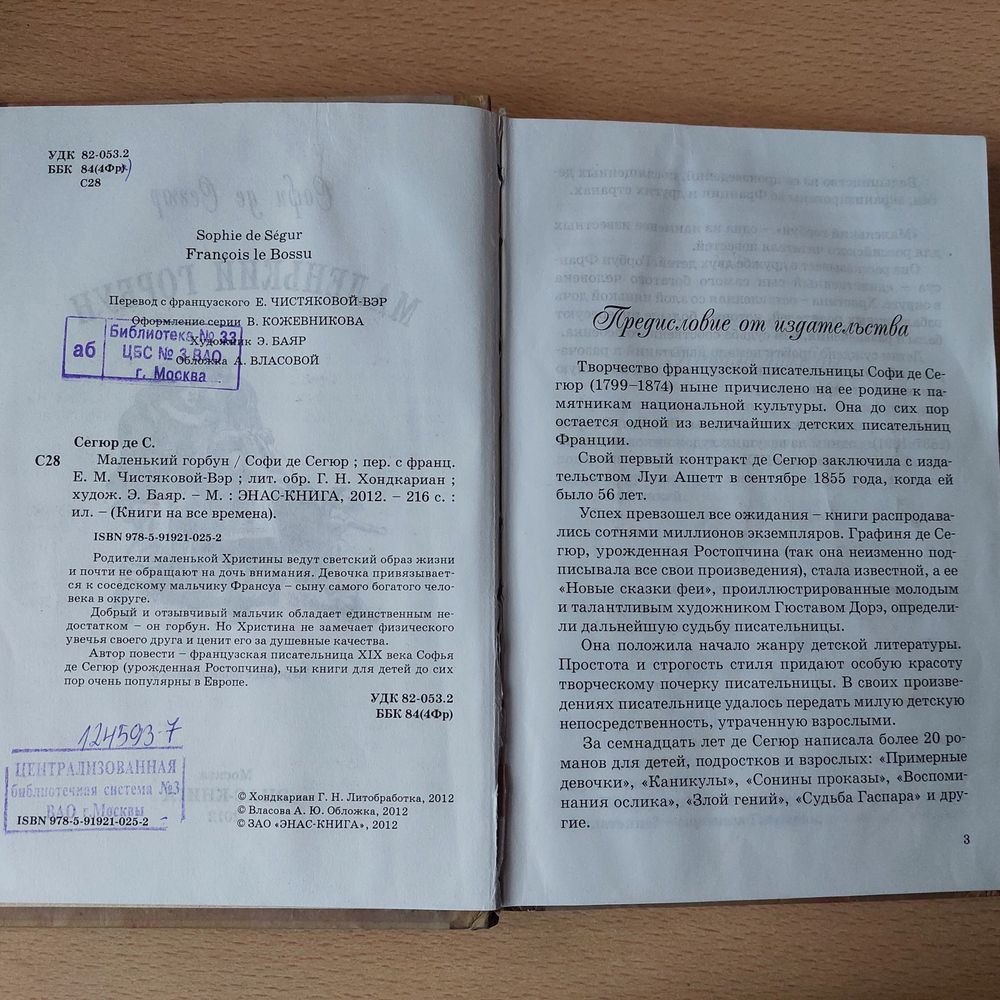 УДК 82-053.2
ББК 84(4Фр)
С28
Sophie de Ségur
François le Bossu
Перевод с французского Е. ЧИСТЯКОВОЙ-ВЭР
Оформление серии В. КОЖЕВНИКОВА
Художник Э. БАЯР
Обложка А. ВЛАСОВОЙ
аб
Библиотека № 33
ЦБС № 3 ВАО
г. Москва
Сегюр де С.
С28 Маленький горбун / Софи де Сегюр ; пер. с франц.
Е. М. Чистяковой-Вэр ; лит. обр. Г. Н. Хондкариан ;
худож. Э. Баяр. – М. : ЭНАС-КНИГА, 2012. – 216 с. :
ил. – (Книги на все времена).
ISBN 978-5-91921-025-2
Родители маленькой Христины ведут светский образ жизни
и почти не обращают на дочь внимания. Девочка привязывает-
ся к соседскому мальчику Франсуа – сыну самого богатого чело-
века в округе.
Добрый и отзывчивый мальчик обладает единственным не-
достатком – он горбун. Но Христина не замечает физического
увечья своего друга и ценит его за душевные качества.
Автор повести – французская писательница XIX века Софья
де Сегюр (урожденная Ростопчина), чьи книги для детей до сих
пор очень популярны в Европе.
УДК 82-053.2
ББК 84(4Фр)
124593-7
ЦЕНТРАЛИЗОВАННАЯ
библиотечная система №3
ВАО г.Москвы
ISBN 978-5-91921-025-2
© Хондкариан Г. Н. Литобработка, 2012
© Власова А. Ю. Обложка, 2012
© ЗАО «ЭНАС-КНИГА», 2012
Предисловие от издательства
Творчество французской писательницы Софи де Се-
гюр (1799–1874) ныне причислено на ее родине к па-
мятникам национальной культуры. Она до сих пор
остается одной из величайших детских писательниц
Франции.
Свой первый контракт де Сегюр заключила с изда-
тельством Луи Ашетт в сентябре 1855 года, когда ей
было 56 лет.
Успех превзошел все ожидания – книги распродава-
лись сотнями миллионов экземпляров. Графиня де Се-
гюр, урожденная Ростопчина (так она неизменно под-
писывала все свои произведения), стала известной, а ее
«Новые сказки феи», проиллюстрированные молодым
и талантливым художником Гюставом Дорэ, определи-
ли дальнейшую судьбу писательницы.
Она положила начало жанру детской литературы.
Простота и строгость стиля придают особую красоту
творческому почерку писательницы. В своих произве-
дениях писательнице удалось передать милую детскую
непосредственность, утраченную взрослыми.
За семнадцать лет де Сегюр написала более 20 ро-
манов для детей, подростков и взрослых: «Примерные
девочки», «Каникулы», «Сонины проказы», «Воспоми-
нания ослика», «Злой гений», «Судьба Гаспара» и дру-
гие.
3